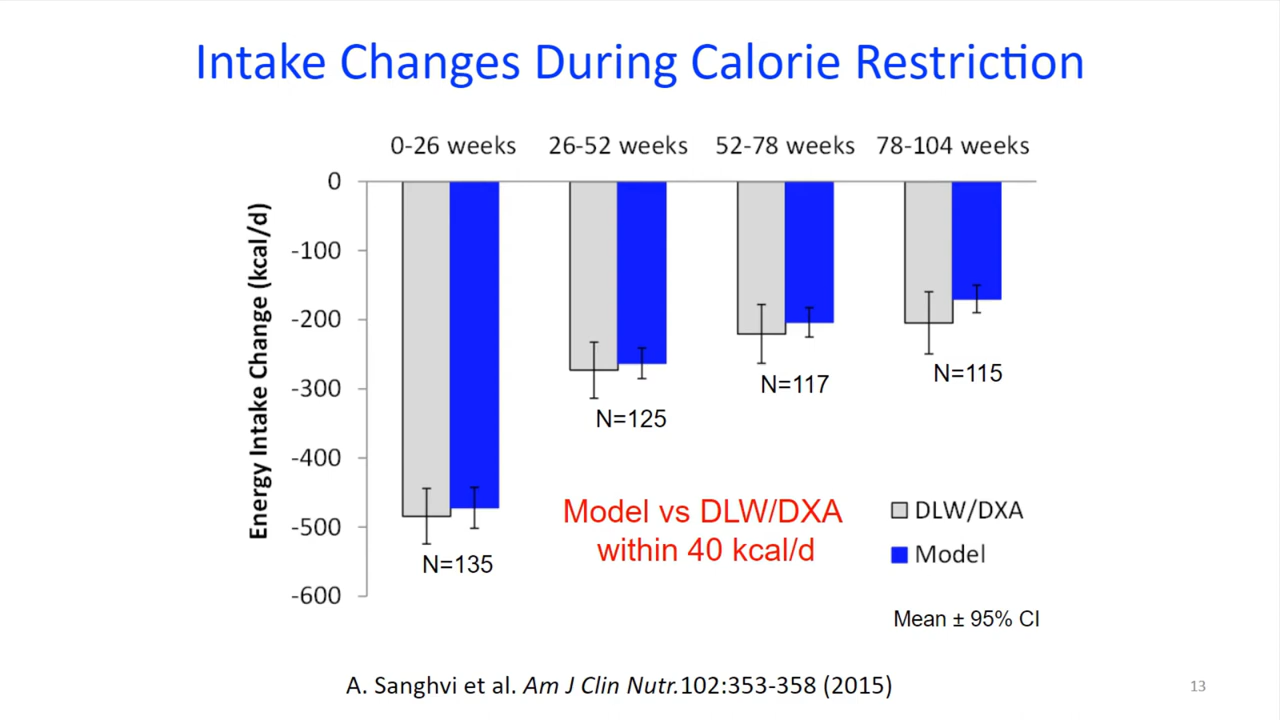 Intake Changes During Calorie Restriction
0-26 weeks 26-52 weeks 52-78 weeks 78-104 weeks
Energy Intake Change (kcal/d)
0
-100
-200
-300
-400
-500
-600
N=135
N=125
N=117
N=115
Model vs DLW/DXA
within 40 kcal/d
DLW/DXA
Model
Mean ± 95% CI
A. Sanghvi et al. Am J Clin Nutr.102:353-358 (2015)
13